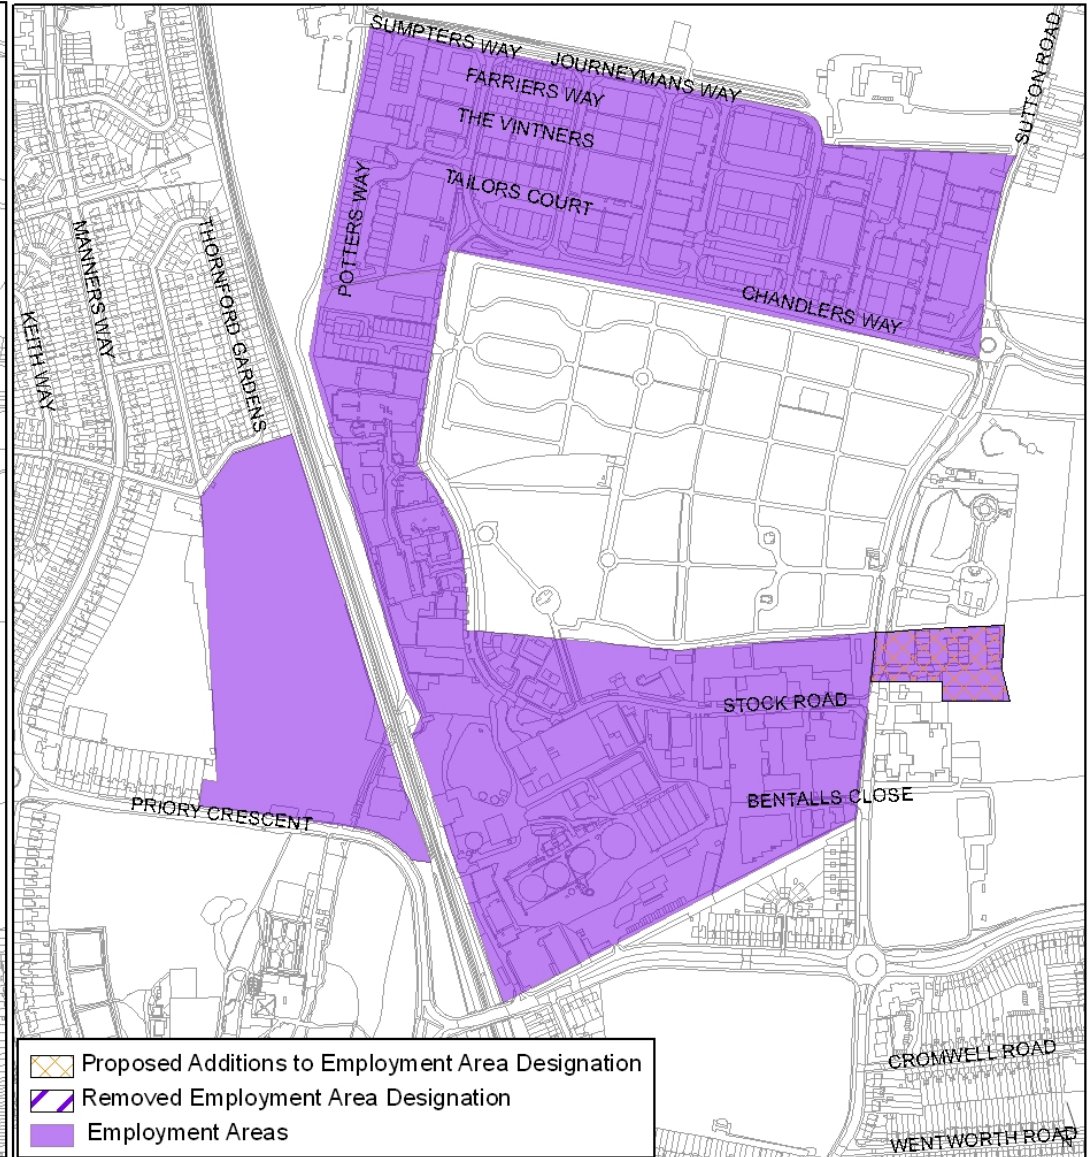 SUMPTERS WAY
JOURNEYMANS WAY
SUTTON ROAD
FARRIERS WAY
THE VINTNERS
TAILORS COURT
POTTERS WAY
MANNERS WAY
THORNFORD GARDENS
KEITH WAY
CHANDLERS WAY
STOCK ROAD
BENTALLS CLOSE
PRIORY CRESCENT
CROMWELL ROAD
WENTWORTH ROAD
Proposed Additions to Employment Area Designation
Removed Employment Area Designation
Employment Areas